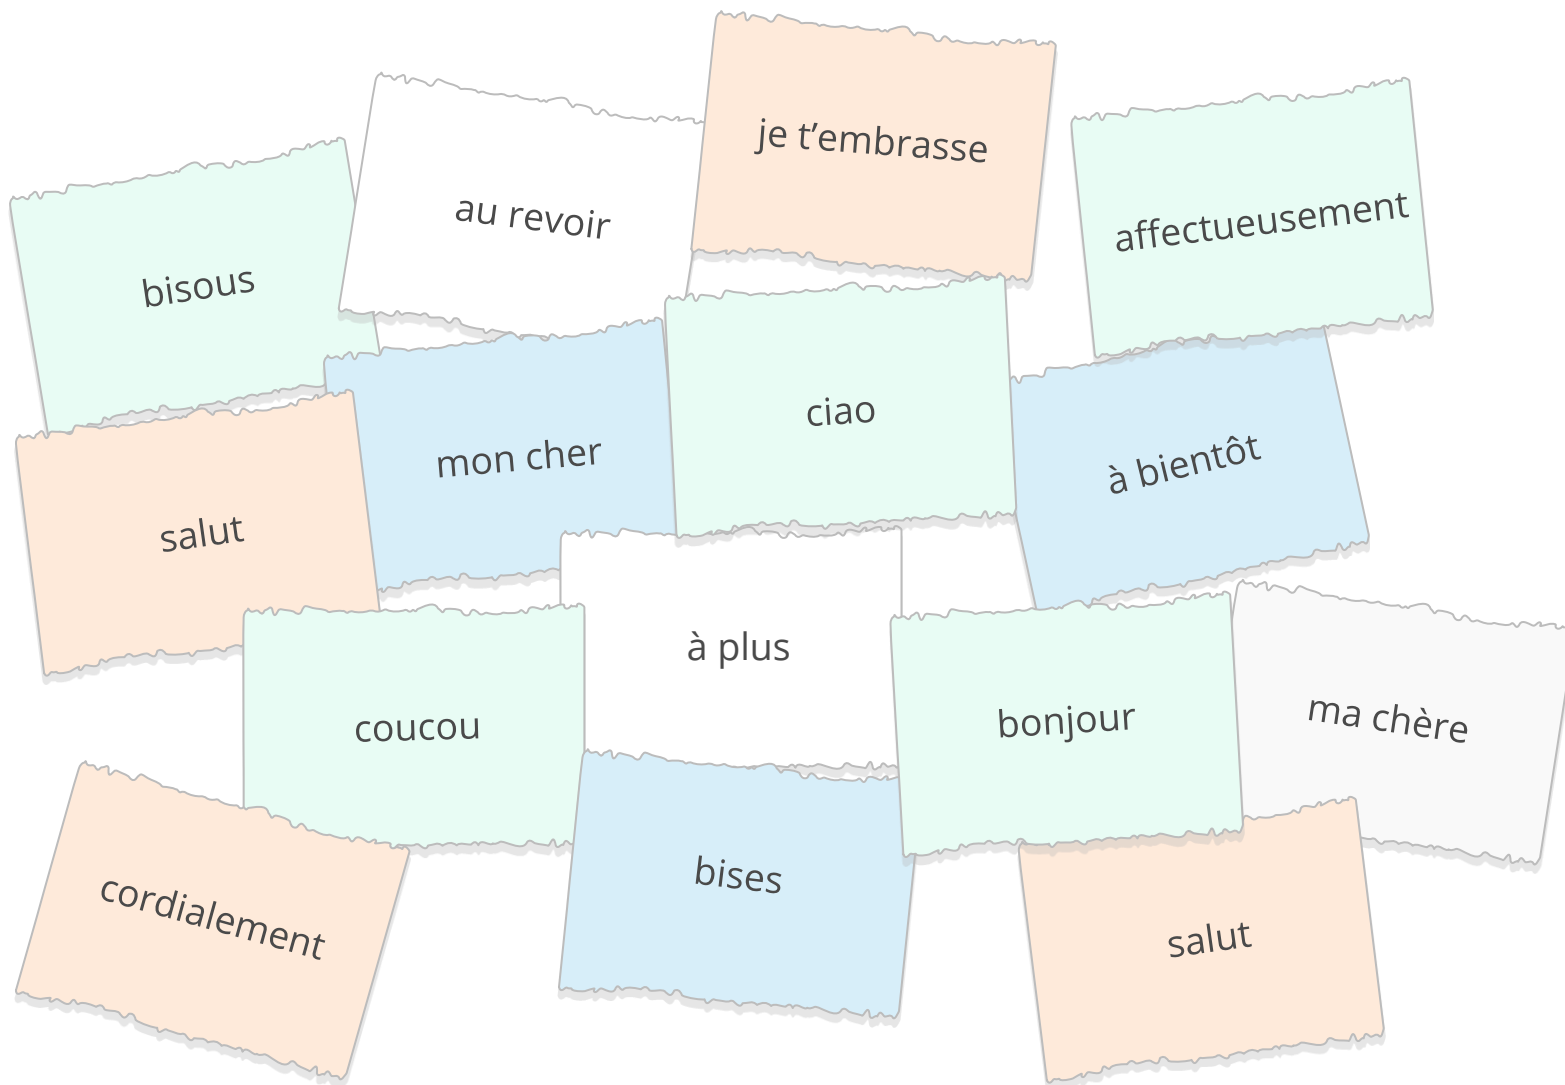 je t’embrasse
au revoir
affectueusement
bisous
ciao
mon cher
à bientôt
salut
à plus
coucou
bonjour
ma chère
bises
cordialement
salut